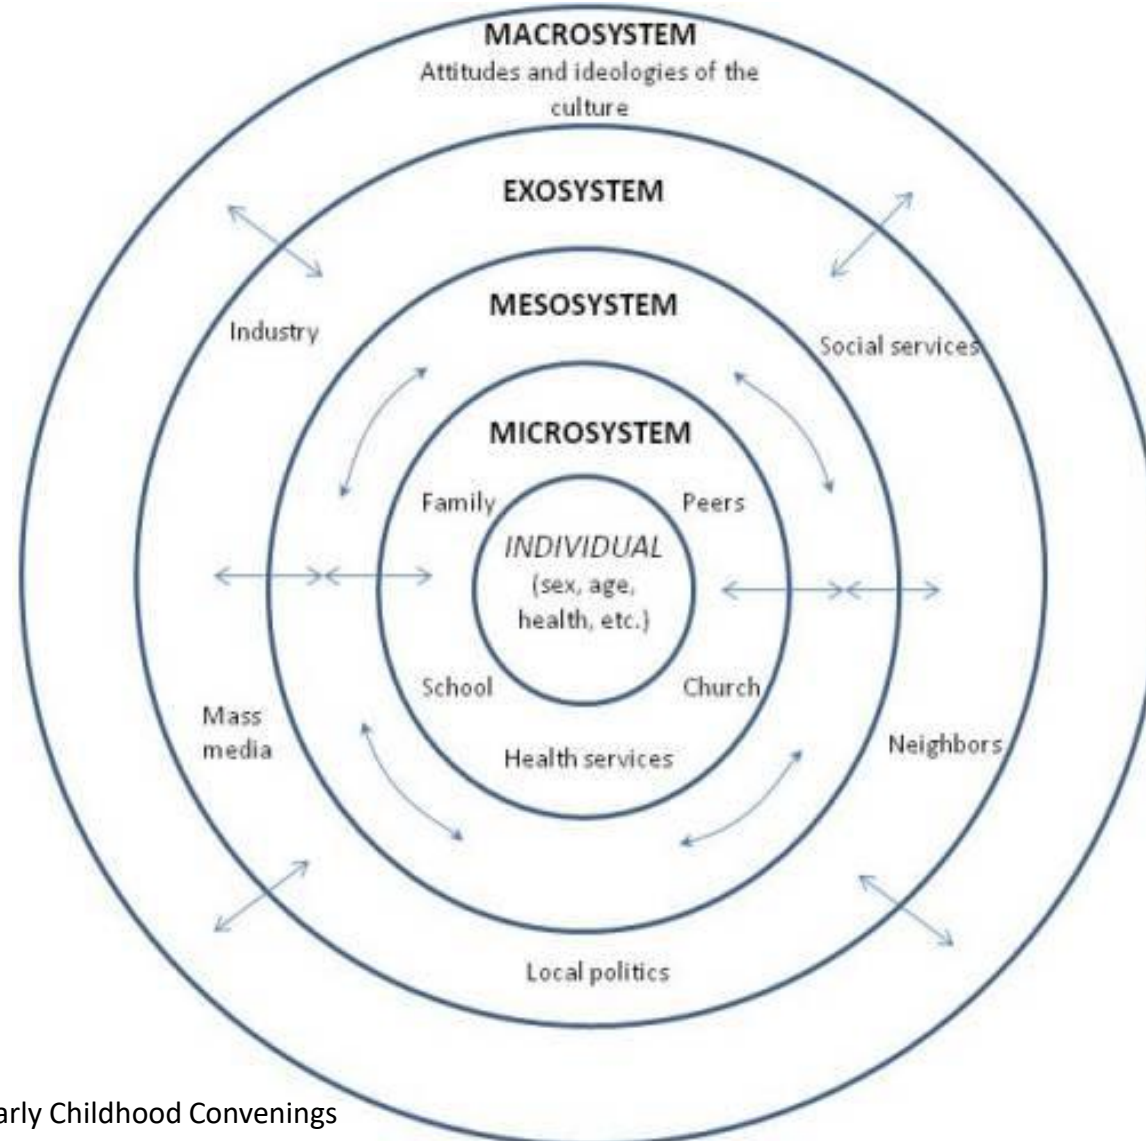 MACROSYSTEM
Attitudes and ideologies of the
culture
EXOSYSTEM
MESOSYSTEM
Industry
Social services
MICROSYSTEM
Family
Peers
INDIVIDUAL
(sex, age,
health, etc.)
School
Church
Mass
media
Neighbors
Health services
Local politics
arly Childhood Convenings